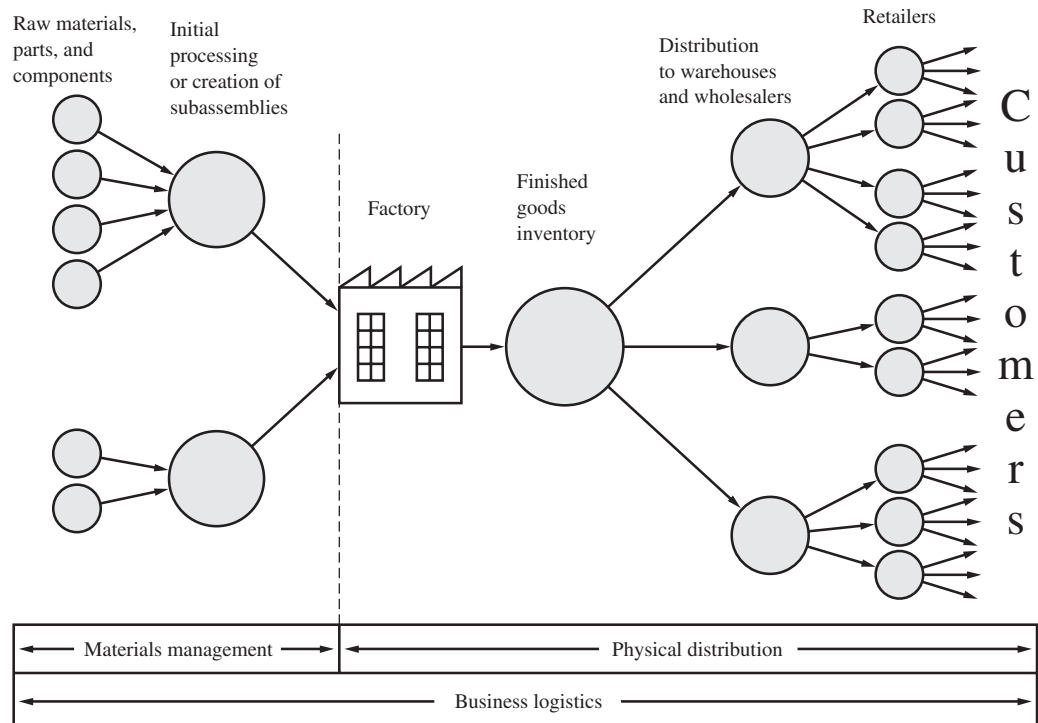 Raw materials,
parts, and
components
Initial
processing
or creation of
subassemblies
Factory
Finished
goods
inventory
Distribution
to warehouses
and wholesalers
Retailers
Customers
Materials management
Physical distribution
Business logistics